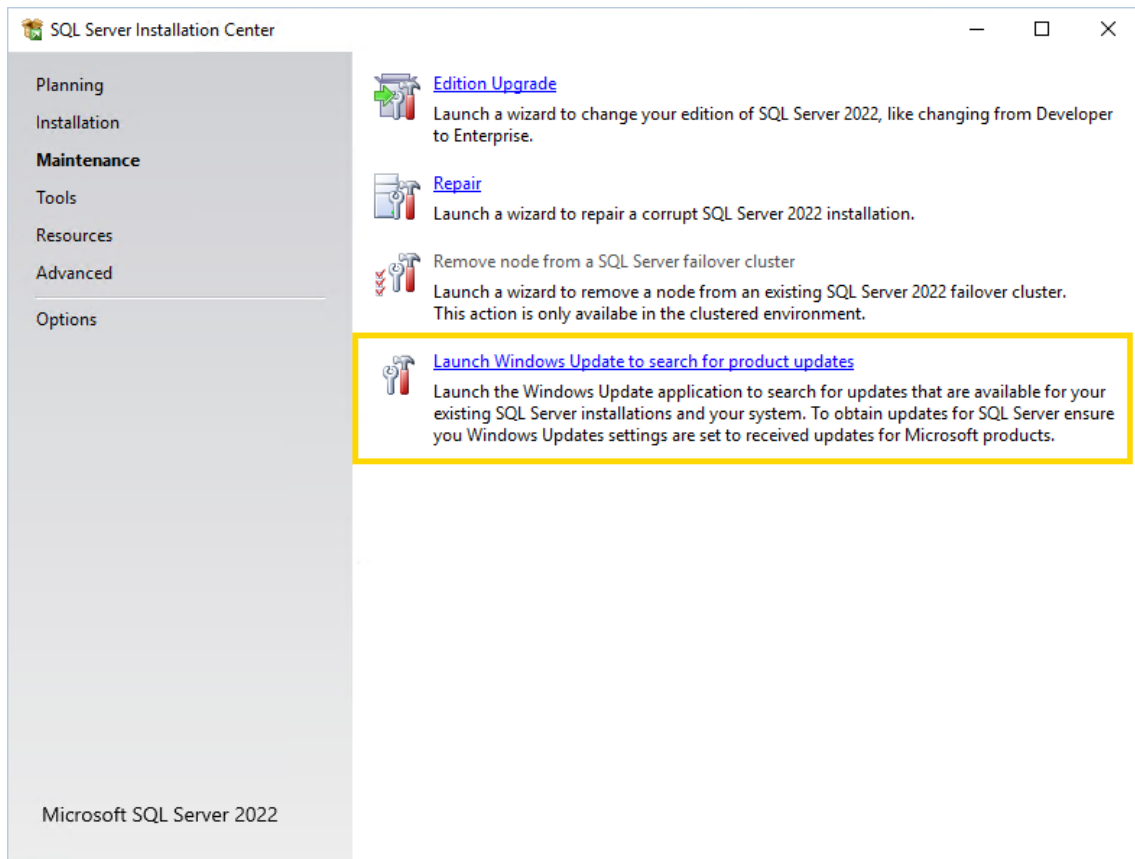 SQL Server Installation Center
Planning
Installation
Maintenance
Tools
Resources
Advanced
Options
Microsoft SQL Server 2022
Edition Upgrade
Launch a wizard to change your edition of SQL Server 2022, like changing from Developer
to Enterprise.
Repair
Launch a wizard to repair a corrupt SQL Server 2022 installation.
Remove node from a SQL Server failover cluster
Launch a wizard to remove a node from an existing SQL Server 2022 failover cluster.
This action is only availabe in the clustered environment.
Launch Windows Update to search for product updates
Launch the Windows Update application to search for updates that are available for your
existing SQL Server installations and your system. To obtain updates for SQL Server ensure
you Windows Updates settings are set to received updates for Microsoft products.